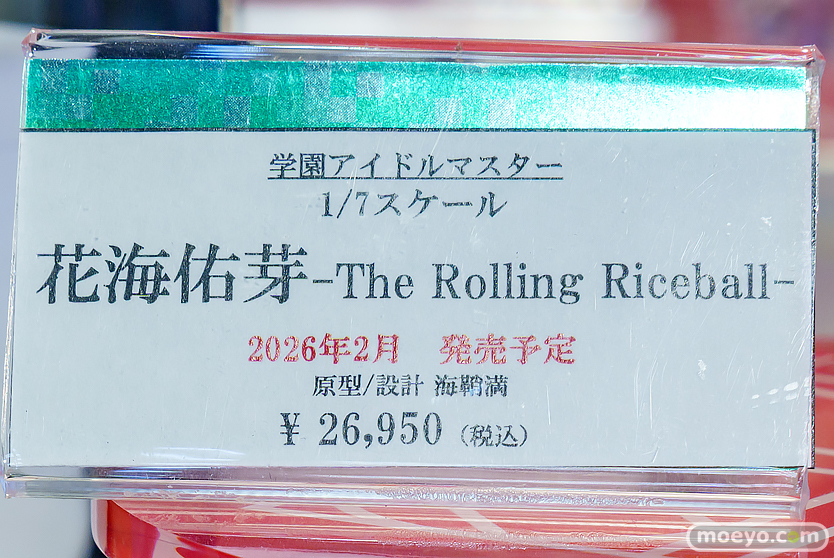 学園アイドルマスター
1/7スケール
花海佑芽-The Rolling Riceball-
2026年2月 発売予定
原型/設計 海鞘満
¥ 26,950 (税込)
moeyo.com